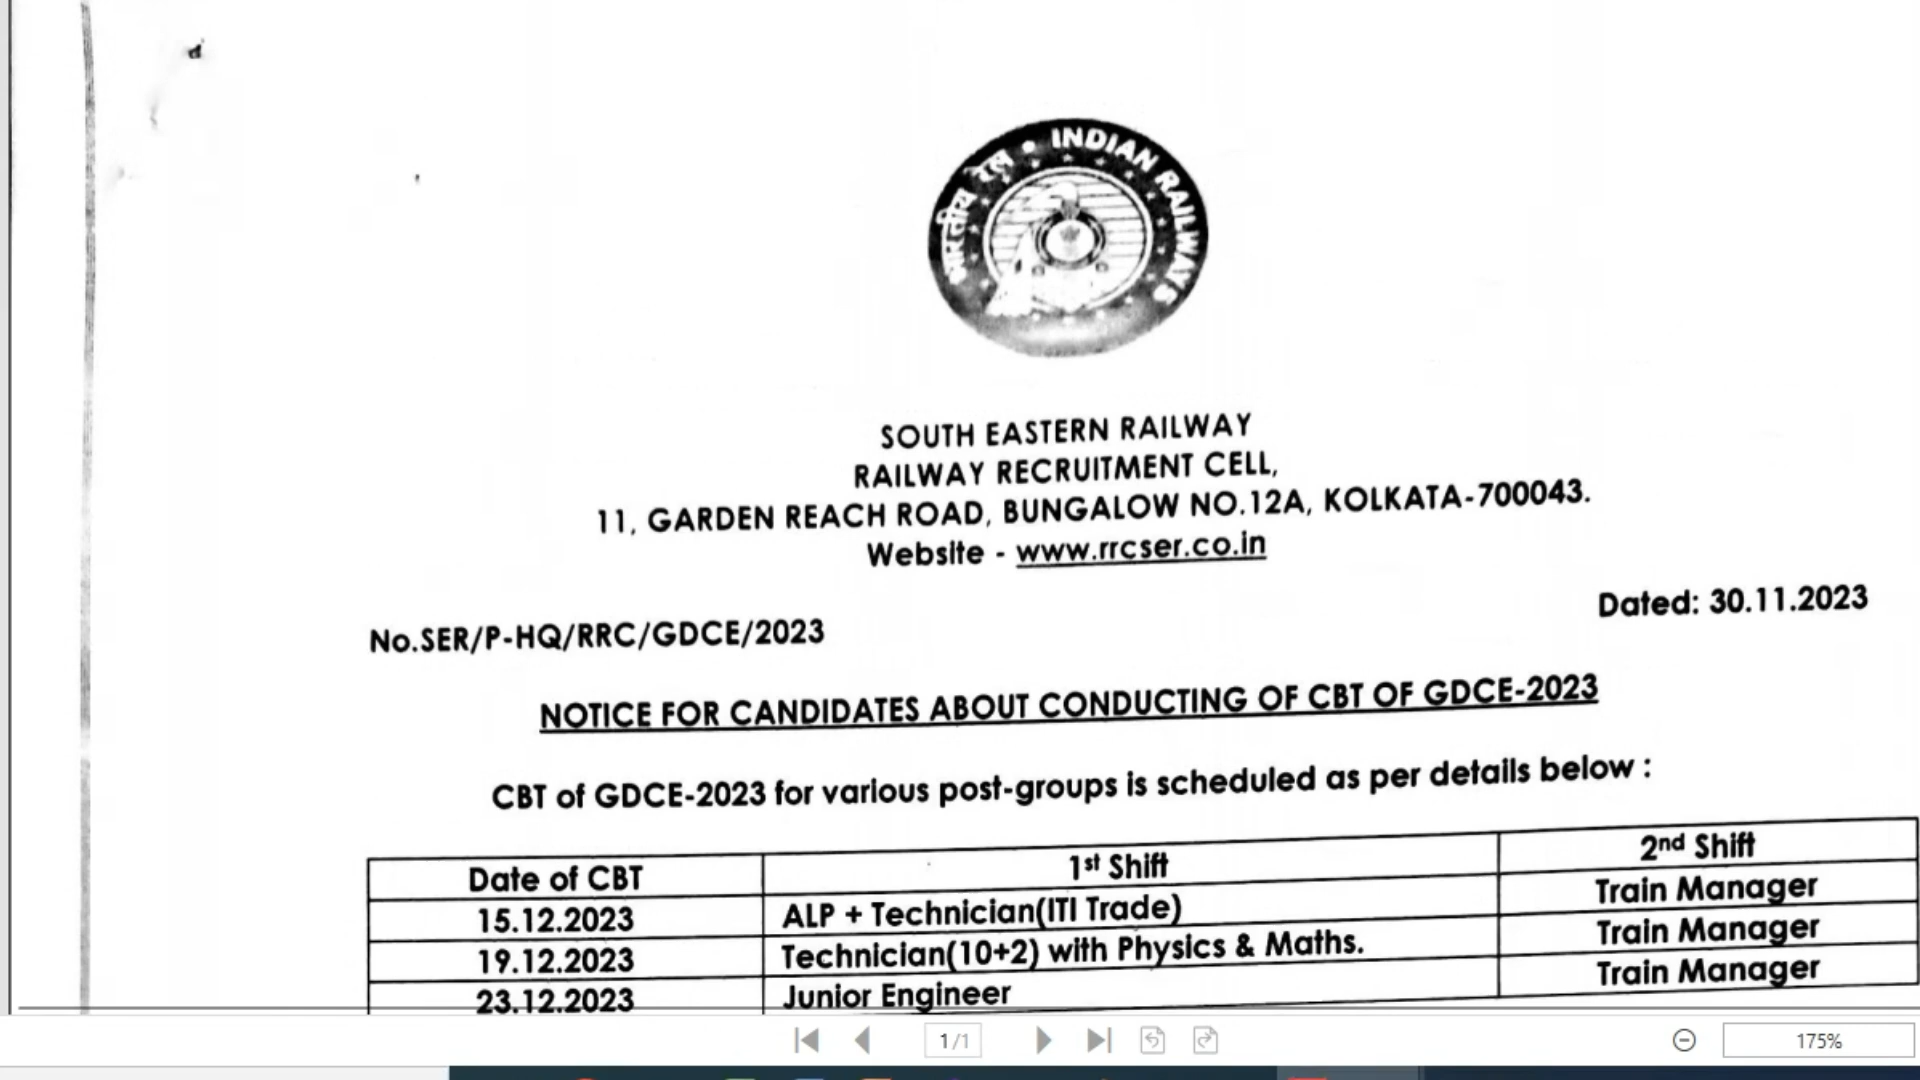 भारतीय रेल • INDIAN RAILWAYS
SOUTH EASTERN RAILWAY
RAILWAY RECRUITMENT CELL,
11, GARDEN REACH ROAD, BUNGALOW NO.12A, KOLKATA-700043.
Website - www.rrcser.co.in
No.SER/P-HQ/RRC/GDCE/2023 Dated: 30.11.2023
NOTICE FOR CANDIDATES ABOUT CONDUCTING OF CBT OF GDCE-2023
CBT of GDCE-2023 for various post-groups is scheduled as per details below :
Date of CBT 1st Shift 2nd Shift
15.12.2023 ALP + Technician(ITI Trade) Train Manager
19.12.2023 Technician(10+2) with Physics & Maths. Train Manager
23.12.2023 Junior Engineer Train Manager
1/1 175%